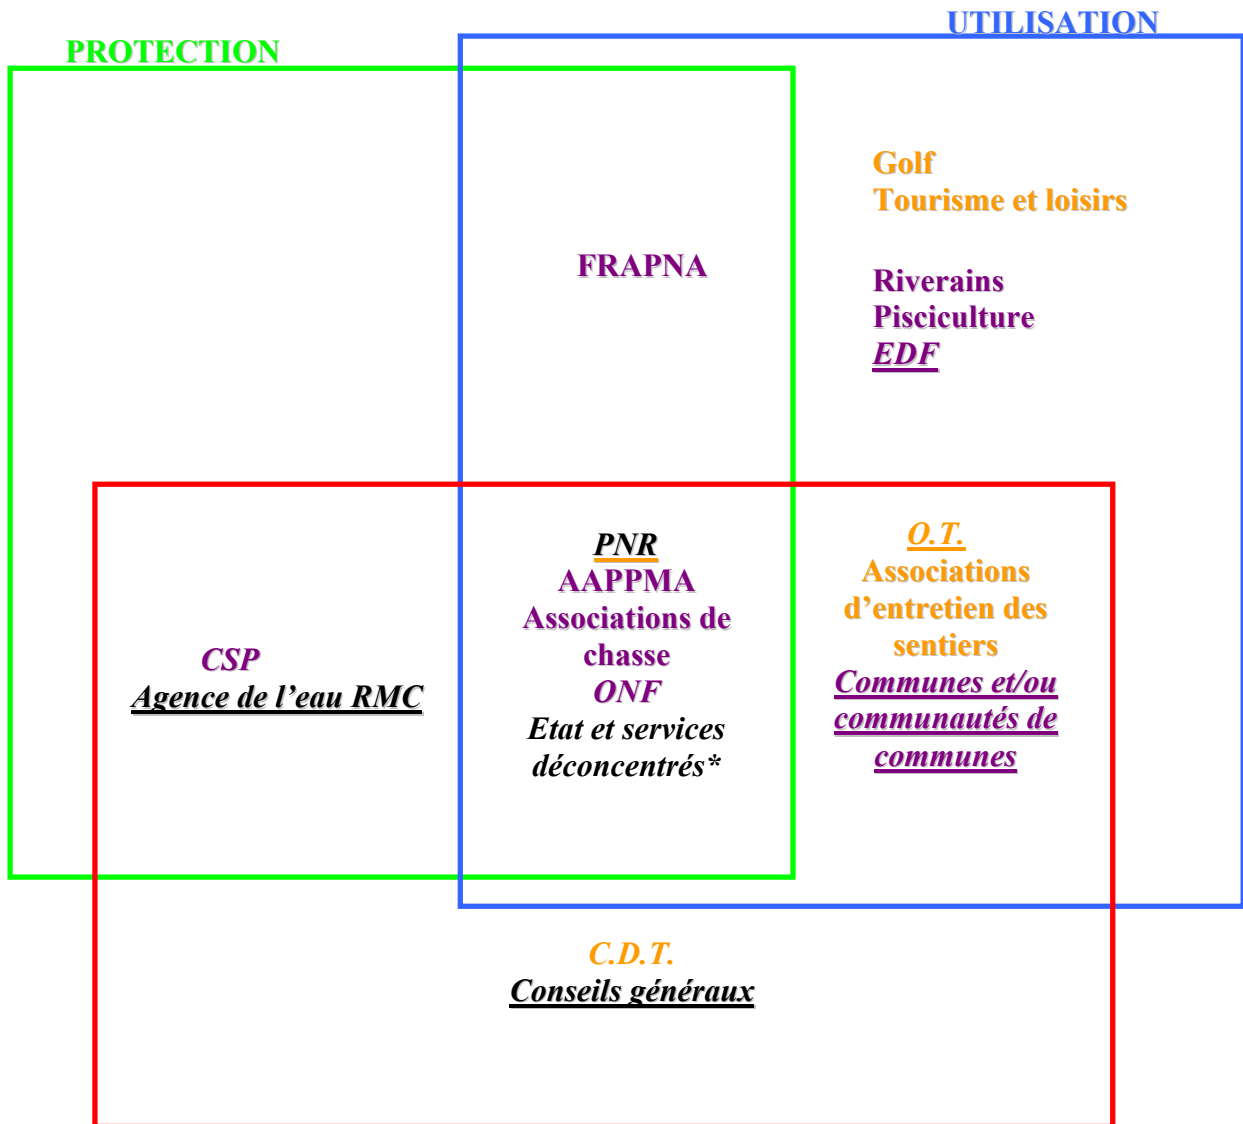 UTILISATION
PROTECTION
Golf
Tourisme et loisirs
FRAPNA
Riverains
Pisciculture
EDF
PNR
AAPPMA
Associations de
chasse
ONF
Etat et services
déconcentrés*
O.T.
Associations
d’entretien des
sentiers
Communes et/ou
communautés de
communes
CSP
Agence de l’eau RMC
C.D.T.
Conseils généraux